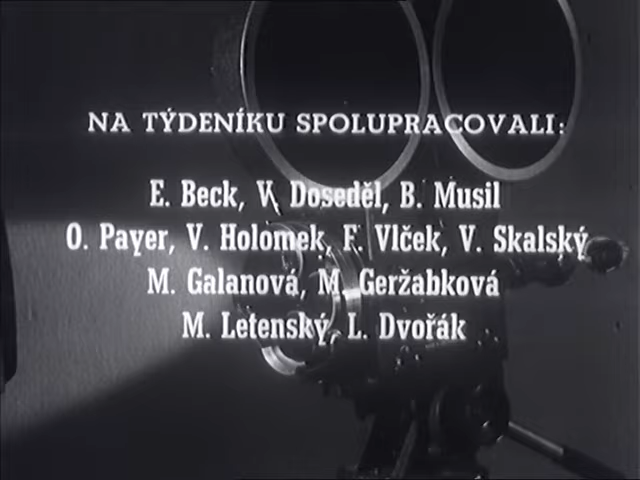 NA TÝDENÍKU SPOLUPRACOVALI:
E. Beck, V. Doseděl, B. Musil
O. Payer, V. Holomek, F. Vlček, V. Skalský
M. Galanová, M. Geržabková
M. Letenský, L. Dvořák